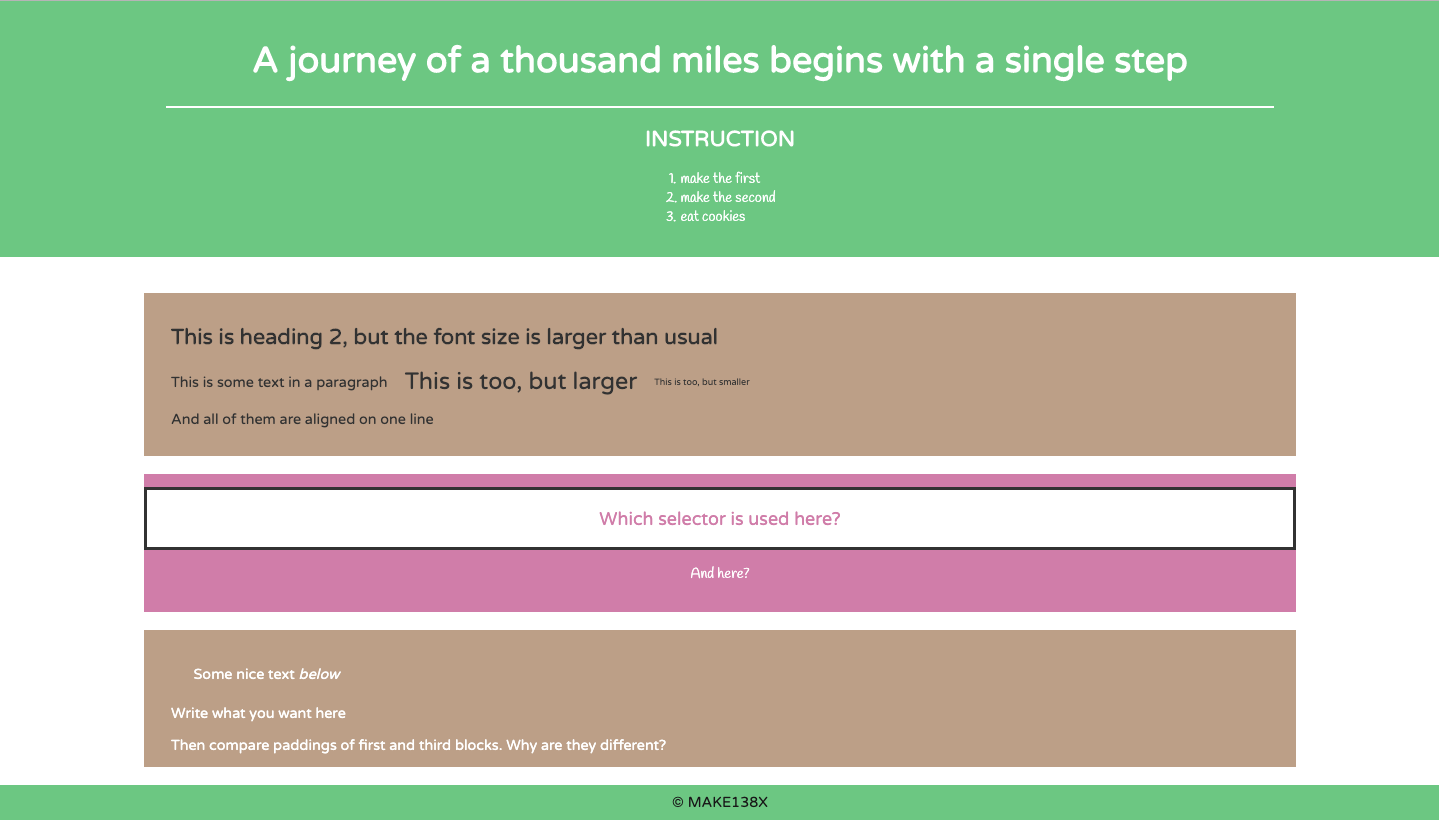 A journey of a thousand miles begins with a single step
INSTRUCTION
1. make the first
2. make the second
3. eat cookies
This is heading 2, but the font size is larger than usual
This is some text in a paragraph This is too, but larger This is too, but smaller
And all of them are aligned on one line
Which selector is used here?
And here?
Some nice text below
Write what you want here
Then compare paddings of first and third blocks. Why are they different?
© MAKE138X